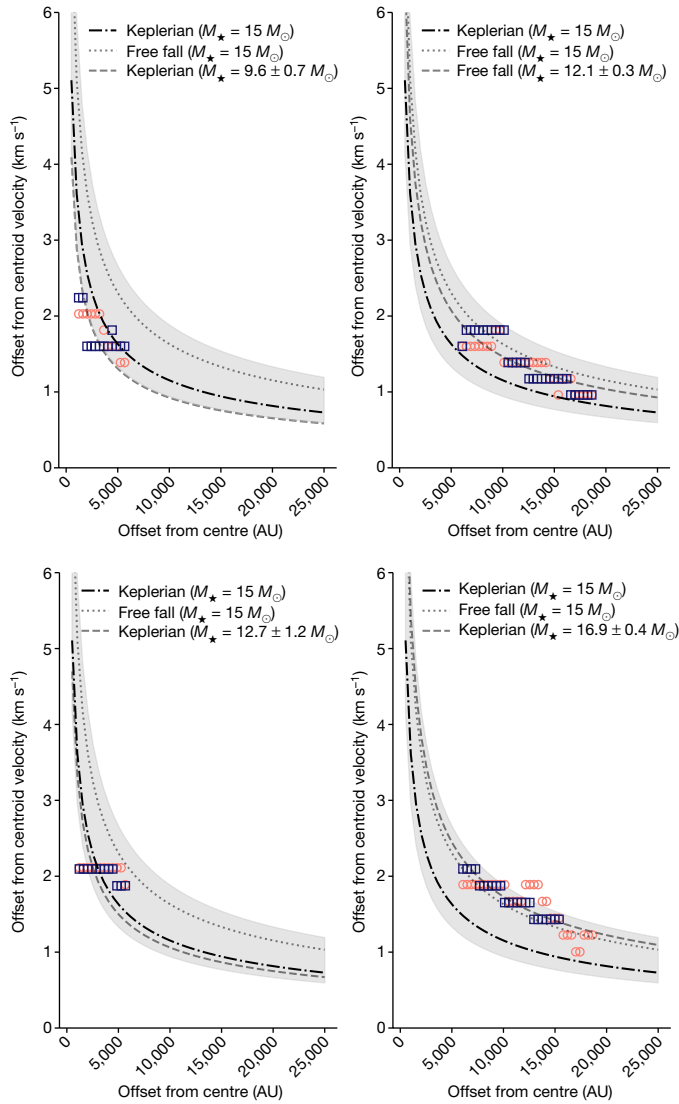 Keplerian (M★ = 15 M☉)
Free fall (M★ = 15 M☉)
Keplerian (M★ = 9.6 ± 0.7 M☉)
6
5
4
3
2
1
0
Offset from centroid velocity (km s⁻¹)
0
5,000
10,000
15,000
20,000
25,000
Offset from centre (AU)
Keplerian (M★ = 15 M☉)
Free fall (M★ = 15 M☉)
Free fall (M★ = 12.1 ± 0.3 M☉)
6
5
4
3
2
1
0
Offset from centroid velocity (km s⁻¹)
0
5,000
10,000
15,000
20,000
25,000
Offset from centre (AU)
Keplerian (M★ = 15 M☉)
Free fall (M★ = 15 M☉)
Keplerian (M★ = 12.7 ± 1.2 M☉)
6
5
4
3
2
1
0
Offset from centroid velocity (km s⁻¹)
0
5,000
10,000
15,000
20,000
25,000
Offset from centre (AU)
Keplerian (M★ = 15 M☉)
Free fall (M★ = 15 M☉)
Keplerian (M★ = 16.9 ± 0.4 M☉)
6
5
4
3
2
1
0
Offset from centroid velocity (km s⁻¹)
0
5,000
10,000
15,000
20,000
25,000
Offset from centre (AU)